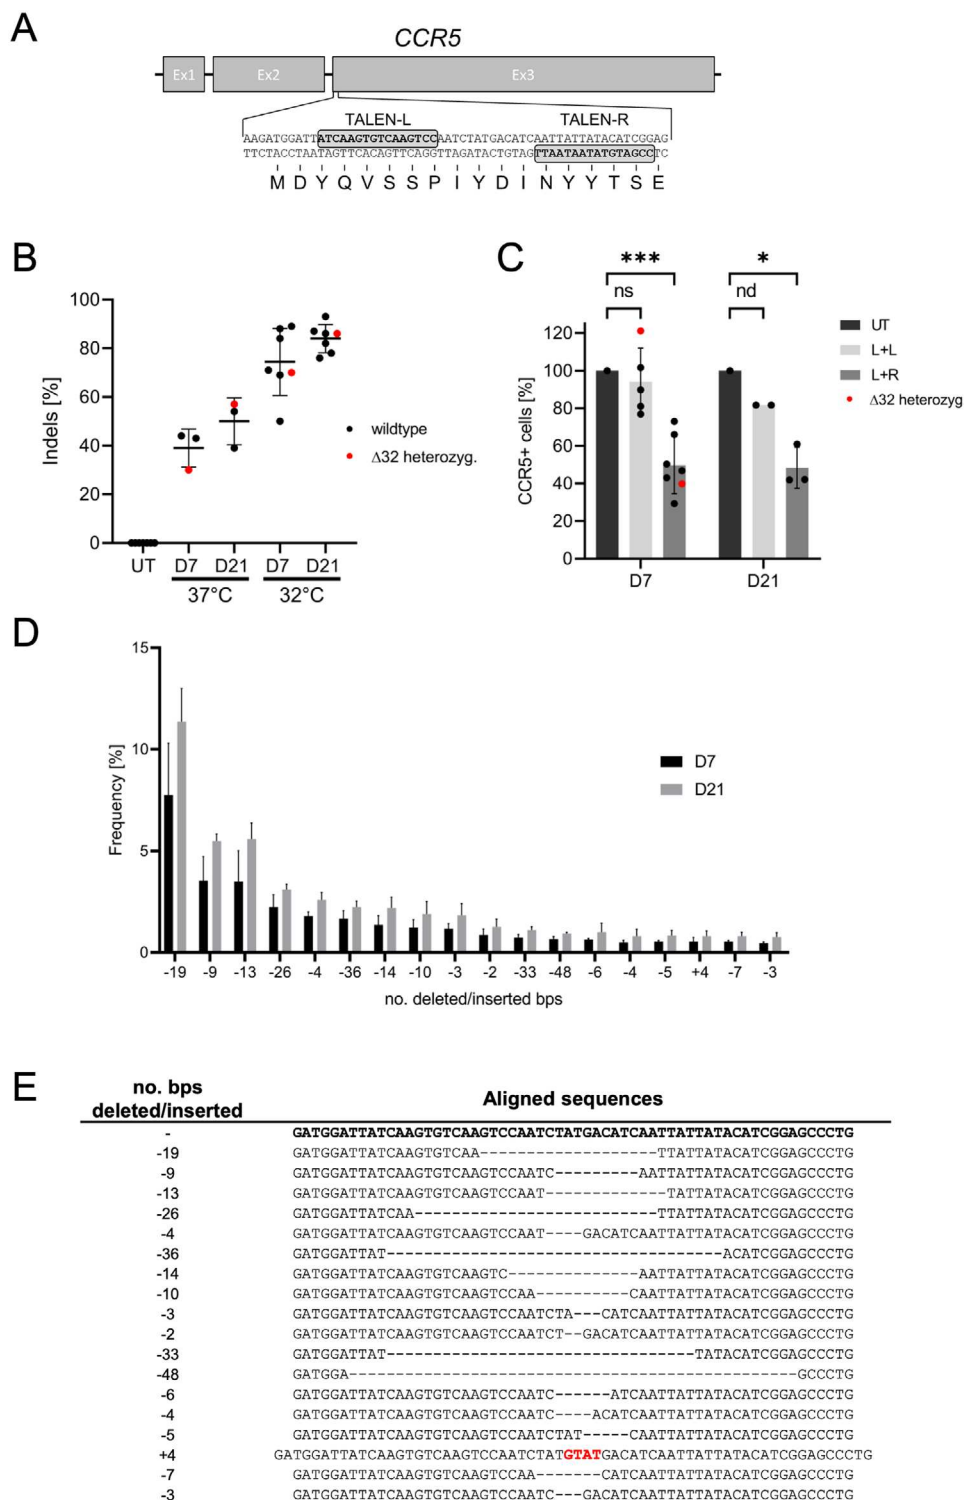 A
CCR5
Ex1 Ex2 Ex3
TALEN-L TALEN-R
AAGATGGATTATCAAGTGTCAAGTCCAATCTATGACATCAATTATTATACATCGGAG
TTCTACCTAATAGTTCACAGTTCAGGTTAGATACTGTAGTTAATAATATGTAGCCTC
M D Y Q V S S P I Y D I N Y Y T S E
B
Indels [%]
100
80
60
40
20
0
UT D7 D21 D7 D21
37°C 32°C
wildtype
Δ32 heterozyg.
C
*** *
ns nd
CCR5+ cells [%]
120
100
80
60
40
20
0
D7 D21
UT
L+L
L+R
Δ32 heterozyg
D
Frequency [%]
15
10
5
0
-19 -9 -13 -26 -4 -36 -14 -10 -3 -2 -33 -48 -6 -4 -5 +4 -7 -3
no. deleted/inserted bps
D7
D21
E
no. bps deleted/inserted Aligned sequences
- GATGGATTATCAAGTGTCAAGTCCAATCTATGACATCAATTATTATACATCGGAGCCCTG
-19 GATGGATTATCAAGTGTCAA-------------------TTATTATACATCGGAGCCCTG
-9 GATGGATTATCAAGTGTCAAGTCCAATC---------AATTATTATACATCGGAGCCCTG
-13 GATGGATTATCAAGTGTCAAGTCCAAT-------------TATTATACATCGGAGCCCTG
-26 GATGGATTATCAA--------------------------TTATTATACATCGGAGCCCTG
-4 GATGGATTATCAAGTGTCAAGTCCAAT----GACATCAATTATTATACATCGGAGCCCTG
-36 GATGGATTAT------------------------------------ACATCGGAGCCCTG
-14 GATGGATTATCAAGTGTCAAGTC--------------AATTATTATACATCGGAGCCCTG
-10 GATGGATTATCAAGTGTCAAGTCCAA----------CAATTATTATACATCGGAGCCCTG
-3 GATGGATTATCAAGTGTCAAGTCCAATCTA---CATCAATTATTATACATCGGAGCCCTG
-2 GATGGATTATCAAGTGTCAAGTCCAATCT--GACATCAATTATTATACATCGGAGCCCTG
-33 GATGGATTAT---------------------------------TATACATCGGAGCCCTG
-48 GATGGA------------------------------------------------GCCCTG
-6 GATGGATTATCAAGTGTCAAGTCCAATC------ATCAATTATTATACATCGGAGCCCTG
-4 GATGGATTATCAAGTGTCAAGTCCAATC----ACATCAATTATTATACATCGGAGCCCTG
-5 GATGGATTATCAAGTGTCAAGTCCAATCTAT-----CAATTATTATACATCGGAGCCCTG
+4 GATGGATTATCAAGTGTCAAGTCCAATCTATGTATGACATCAATTATTATACATCGGAGCCCTG
-7 GATGGATTATCAAGTGTCAAGTCCAA-------CATCAATTATTATACATCGGAGCCCTG
-3 GATGGATTATCAAGTGTCAAGTCCAATC---GACATCAATTATTATACATCGGAGCCCTG